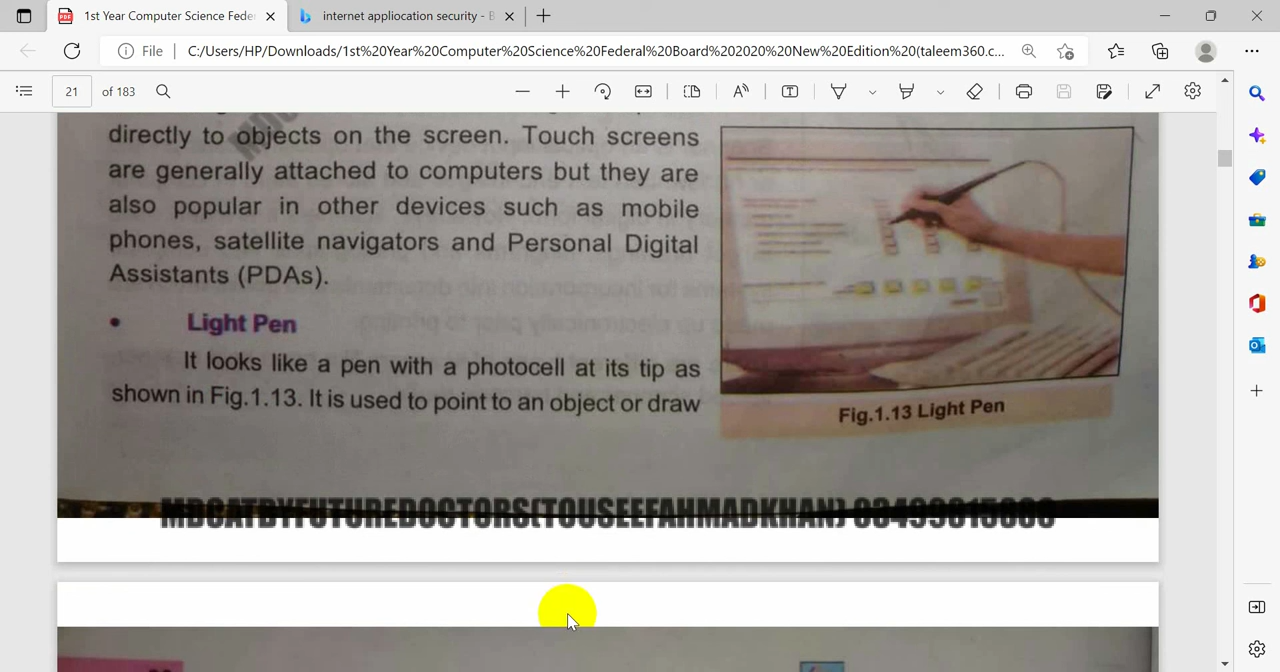 1st Year Computer Science Fede
internet appliocation security - B
File
C:/Users/HP/Downloads/1st%20Year%20Computer%20Science%20Federal%20Board%202020%20New%20Edition%20(taleem360.c...
21 of 183
directly to objects on the screen. Touch screens
are generally attached to computers but they are
also popular in other devices such as mobile
phones, satellite navigators and Personal Digital
Assistants (PDAs).
• Light Pen
It looks like a pen with a photocell at its tip as
shown in Fig.1.13. It is used to point to an object or draw
Fig.1.13 Light Pen
MDCATBYFUTUREDOCTORS(TOUSEEFAHMADKHAN)